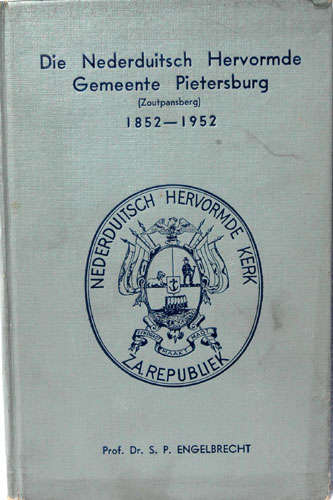 Die Nederduitsch Hervormde
Gemeente Pietersburg
(Zoutpansberg)
1852—1952
NEDERDUITSCH HERVORMDE KERK
EENDRAGT MAAKT MAGT
Z.A. REPUBLIEK
Prof. Dr. S. P. ENGELBRECHT